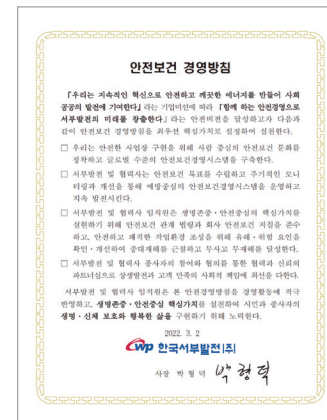 안전보건 경영방침
『우리는 지속적인 혁신으로 안전하고 깨끗한 에너지를 만들어 사회
공공의 발전에 기여한다』라는 기업미션에 따라 「함께 하는 안전경영으로
서부발전의 미래를 창출한다」라는 안전비전을 달성하고자 다음과
같이 안전보건 경영방침을 최우선 핵심가치로 설정하여 실천한다.
□ 우리는 안전한 사업장 구현을 위해 사람 중심의 안전보건 문화를
정착하고 글로벌 수준의 안전보건경영시스템을 구축한다.
□ 서부발전 및 협력사는 안전보건 목표를 수립하고 주기적인 모니
터링과 개선을 통해 예방중심의 안전보건경영시스템을 운영하고
지속 발전시킨다.
□ 서부발전 및 협력사 임직원은 생명존중·안전중심의 핵심가치를
실현하기 위해 안전보건 관계 법령과 회사 안전보건 지침을 준수
하고, 안전하고 쾌적한 작업환경 조성을 위해 유해·위험 요인을
확인·개선하여 중대재해를 근절하고 무사고 무재해를 달성한다.
□ 서부발전 및 협력사 종사자의 참여와 협의를 통한 협력과 신뢰의
파트너십으로 상생발전과 고객 만족의 사회적 책임에 최선을 다한다.
서부발전 및 협력사 임직원은 본 안전경영방침을 경영활동에 적극
반영하고, 생명존중·안전중심 핵심가치를 실천하여 시민과 종사자의
생명·신체 보호와 행복한 삶을 구현하기 위해 노력한다.
2022. 3. 2
WP 한국서부발전(주)
사장 박형덕 박형덕